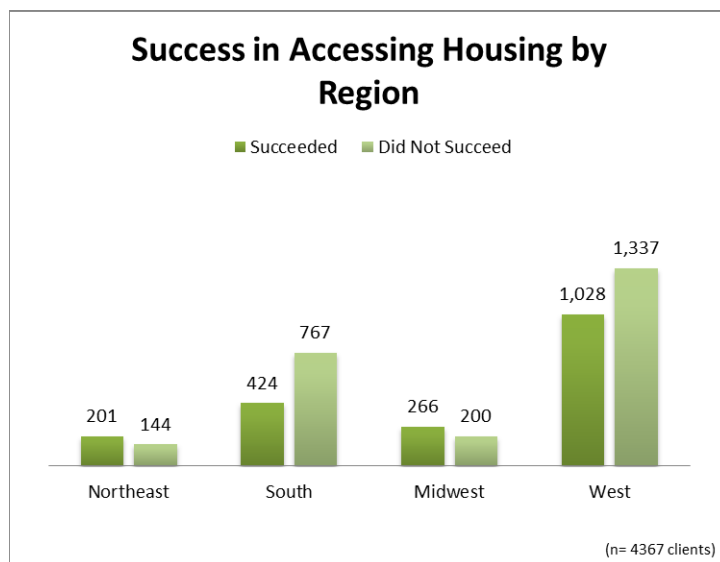 Success in Accessing Housing by
Region
Succeeded Did Not Succeed
1,337
1,028
767
424
201 144 266 200
Northeast South Midwest West
(n= 4367 clients)